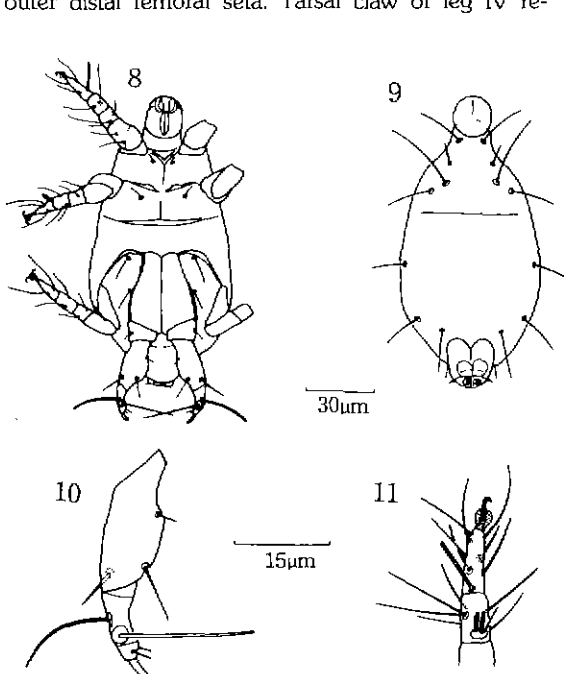 outer distal femoral seta. Tarsal claw of leg IV re-
8
9
30μm
10
11
15μm